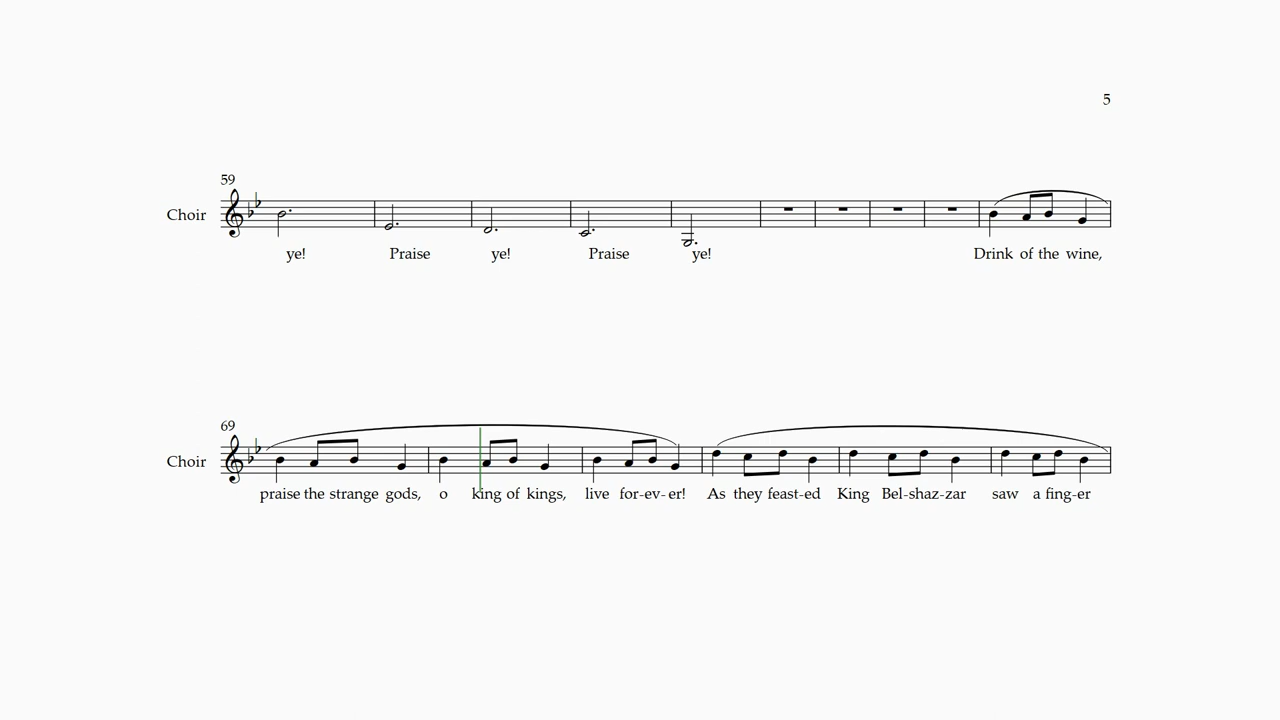 5
59
Choir
ye! Praise ye! Praise ye! Drink of the wine,
69
Choir
praise the strange gods, o king of kings, live for-ev-er! As they feast-ed King Bel-shaz-zar saw a fing-er